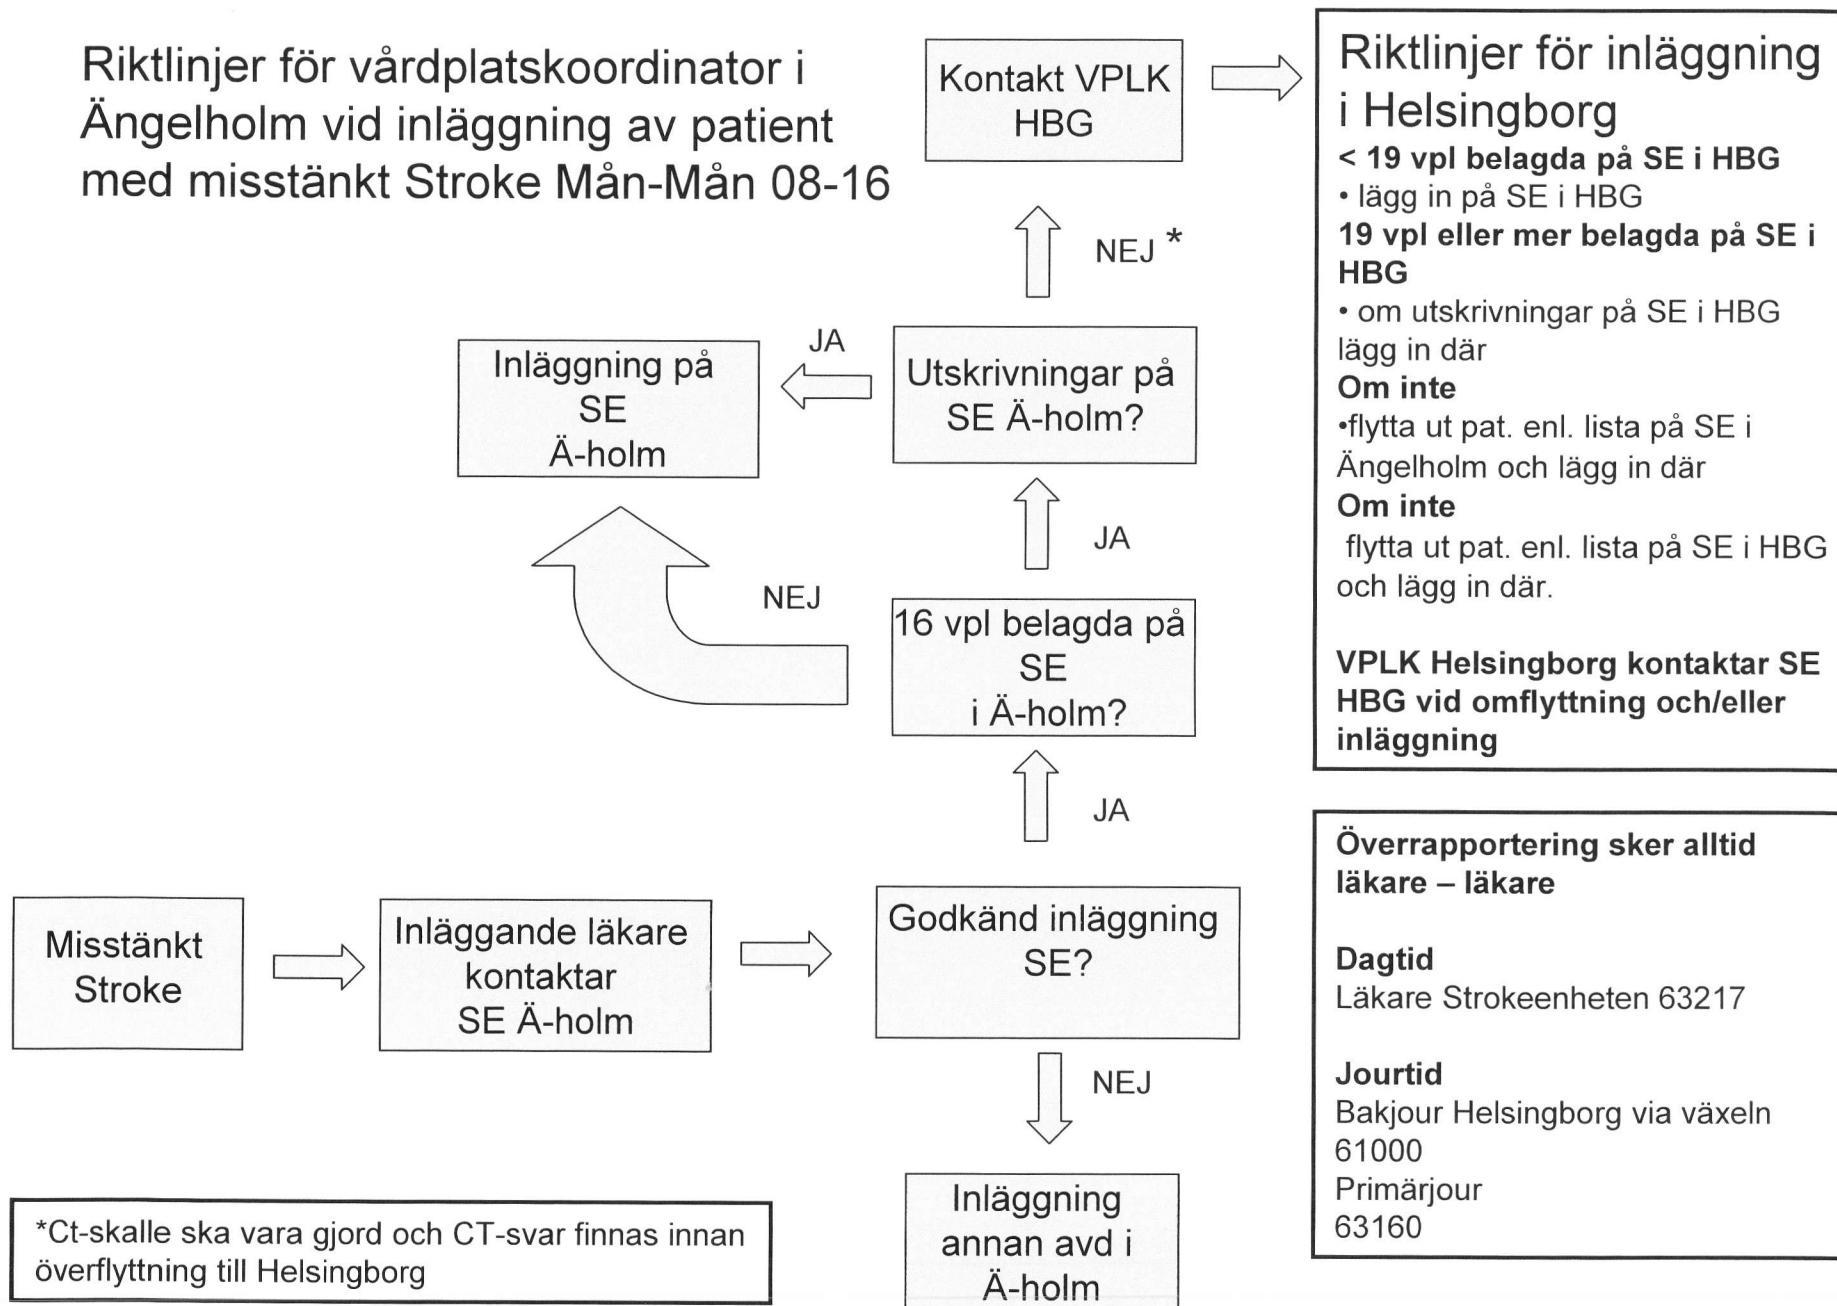 Riktlinjer för vårdplatskoordinator i
Ängelholm vid inläggning av patient
med misstänkt Stroke Mån-Mån 08-16
Kontakt VPLK
HBG
NEJ *
Inläggning på
SE
Ä-holm
JA
Utskrivningar på
SE Ä-holm?
JA
NEJ
16 vpl belagda på
SE
i Ä-holm?
JA
Misstänkt
Stroke
Inläggande läkare
kontaktar
SE Ä-holm
Godkänd inläggning
SE?
NEJ
Inläggning
annan avd i
Ä-holm
*Ct-skalle ska vara gjord och CT-svar finnas innan
överflyttning till Helsingborg
Riktlinjer för inläggning
i Helsingborg
< 19 vpl belagda på SE i HBG
• lägg in på SE i HBG
19 vpl eller mer belagda på SE i
HBG
• om utskrivningar på SE i HBG
lägg in där
Om inte
•flytta ut pat. enl. lista på SE i
Ängelholm och lägg in där
Om inte
flytta ut pat. enl. lista på SE i HBG
och lägg in där.
VPLK Helsingborg kontaktar SE
HBG vid omflyttning och/eller
inläggning
Överrapportering sker alltid
läkare – läkare
Dagtid
Läkare Strokeenheten 63217
Jourtid
Bakjour Helsingborg via växeln
61000
Primärjour
63160